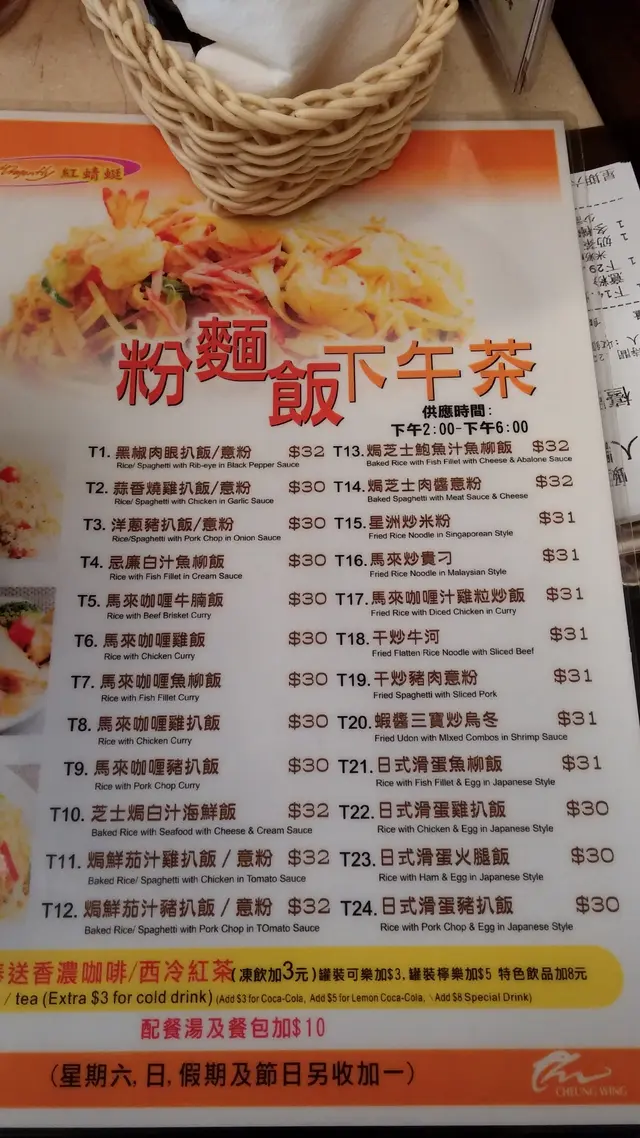 紅蜻蜓
粉麵飯下午茶
供應時間:
下午2:00-下午6:00
T1. 黑椒肉眼扒飯/意粉 $32
Rice/ Spaghetti with Rib-eye in Black Pepper Sauce
T2. 蒜香燒雞扒飯/意粉 $30
Rice/ Spaghetti with Chicken in Garlic Sauce
T3. 洋蔥豬扒飯/意粉 $30
Rice/Spaghetti with Pork Chop in Onion Sauce
T4. 忌廉白汁魚柳飯 $30
Rice with Fish Fillet in Cream Sauce
T5. 馬來咖喱牛腩飯 $30
Rice with Beef Brisket Curry
T6. 馬來咖喱雞飯 $30
Rice with Chicken Curry
T7. 馬來咖喱魚柳飯 $30
Rice with Fish Fillet Curry
T8. 馬來咖喱雞扒飯 $30
Rice with Chicken Curry
T9. 馬來咖喱豬扒飯 $30
Rice with Pork Chop Curry
T10. 芝士焗白汁海鮮飯 $32
Baked Rice with Seafood with Cheese & Cream Sauce
T11. 焗鮮茄汁雞扒飯 / 意粉 $32
Baked Rice/ Spaghetti with Chicken in Tomato Sauce
T12. 焗鮮茄汁豬扒飯 / 意粉 $32
Baked Rice/ Spaghetti with Pork Chop in TOmato Sauce
T13. 焗芝士鮑魚汁魚柳飯 $32
Baked Rice with Fish Fillet with Cheese & Abalone Sauce
T14. 焗芝士肉醬意粉 $32
Baked Spaghetti with Meat Sauce & Cheese
T15. 星洲炒米粉 $31
Fried Rice Noodle in Singaporean Style
T16. 馬來炒貴刁 $31
Fried Rice Noodle in Malaysian Style
T17. 馬來咖喱汁雞粒炒飯 $31
Fried Rice with Diced Chicken in Curry
T18. 干炒牛河 $31
Fried Flatten Rice Noodle with Sliced Beef
T19. 干炒豬肉意粉 $31
Fried Spaghetti with Sliced Pork
T20. 蝦醬三寶炒烏冬 $31
Fried Udon with MIxed Combos in Shrimp Sauce
T21. 日式滑蛋魚柳飯 $31
Rice with Fish Fillet & Egg in Japanese Style
T22. 日式滑蛋雞扒飯 $30
Rice with Chicken & Egg in Japanese Style
T23. 日式滑蛋火腿飯 $30
Rice with Ham & Egg in Japanese Style
T24. 日式滑蛋豬扒飯 $30
Rice with Pork Chop & Egg in Japanese Style
送香濃咖啡/西冷紅茶(凍飲加3元)罐裝可樂加$3, 罐裝檸樂加$5 特色飲品加8元
/ tea (Extra $3 for cold drink) (Add $3 for Coca-Cola, Add $5 for Lemon Coca-Cola, \ Add $8 Special Drink)
配餐湯及餐包加$10
(星期六, 日, 假期及節日另收加一)
CHEUNG WING